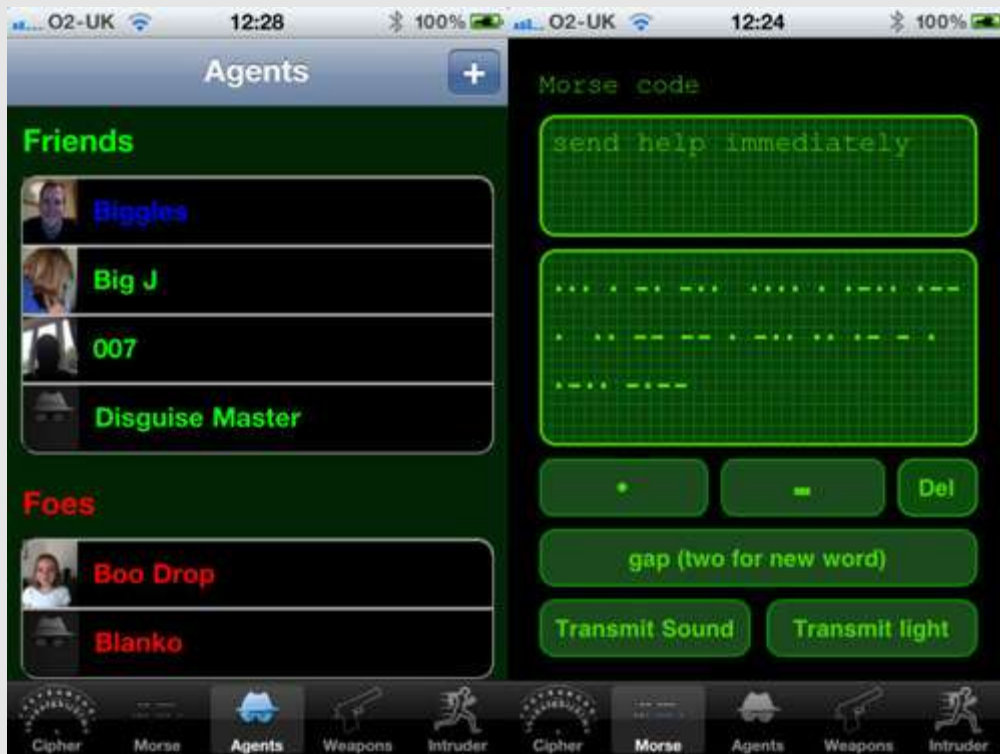 O2-UK 12:28 100%
Agents +
Friends
Biggles
Big J
007
Disguise Master
Foes
Boo Drop
Blanko
Cipher Morse Agents Weapons Intruder
O2-UK 12:24 100%
Morse code
send help immediately
... . -. -.. .... . .-.. .--
. .. -- -- . -.. .. .- - .
.-.. -.--
• - Del
gap (two for new word)
Transmit Sound Transmit light
Cipher Morse Agents Weapons Intruder